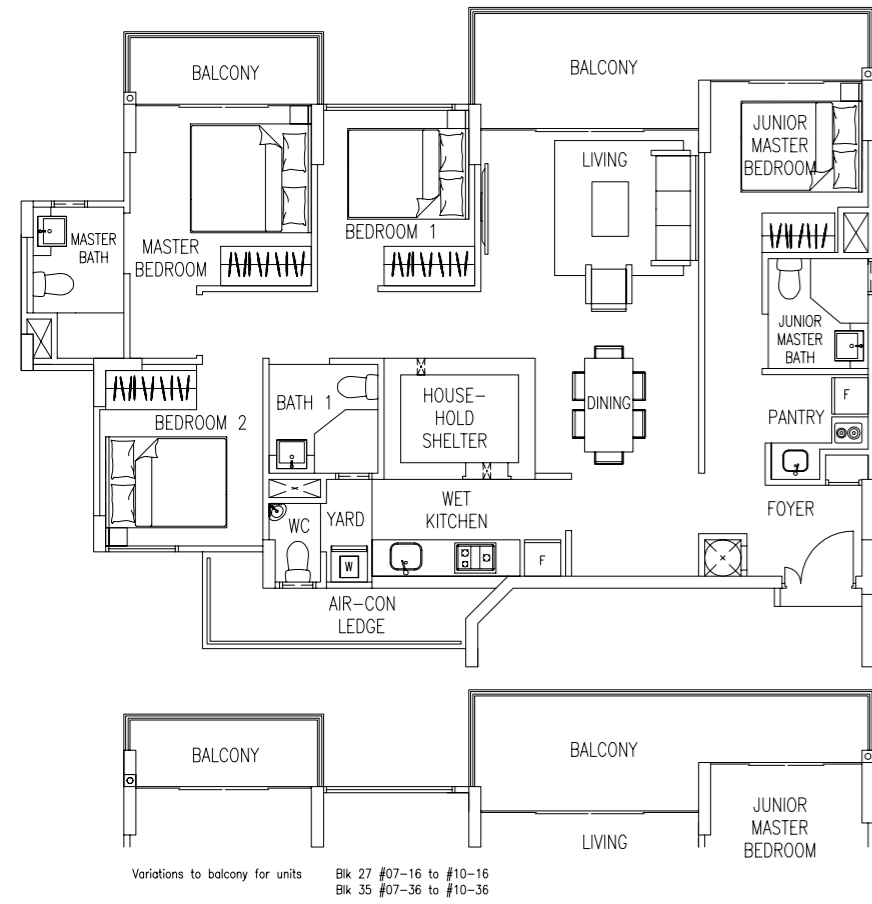 BALCONY
BALCONY
JUNIOR
MASTER
BEDROOM
LIVING
BEDROOM 1
MASTER
BATH
MASTER
BEDROOM
JUNIOR
MASTER
BATH
HOUSE-
HOLD
SHELTER
DINING
BATH 1
BEDROOM 2
F
PANTRY
WET
KITCHEN
FOYER
WC
YARD
W
F
AIR-CON
LEDGE
BALCONY
BALCONY
LIVING
JUNIOR
MASTER
BEDROOM
Variations to balcony for units
Blk 27 #07-16 to #10-16
Blk 35 #07-36 to #10-36